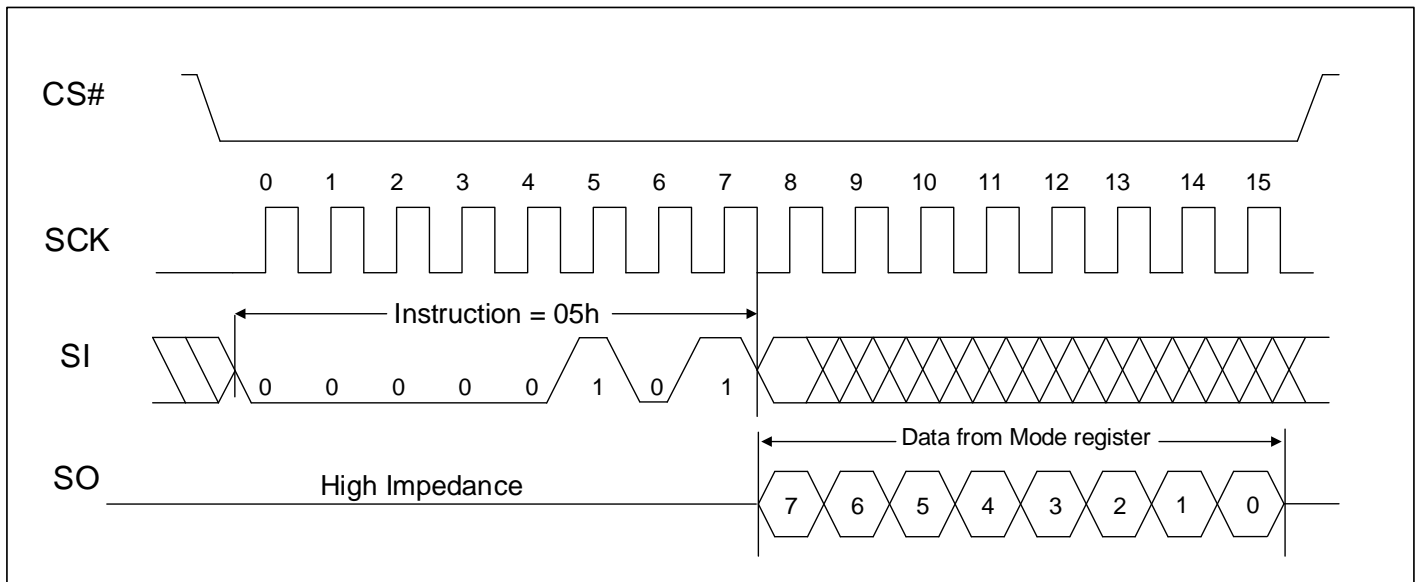 CS#
0 1 2 3 4 5 6 7 8 9 10 11 12 13 14 15
SCK
Instruction = 05h
SI
0 0 0 0 0 1 0 1
Data from Mode register
SO
High Impedance
7 6 5 4 3 2 1 0